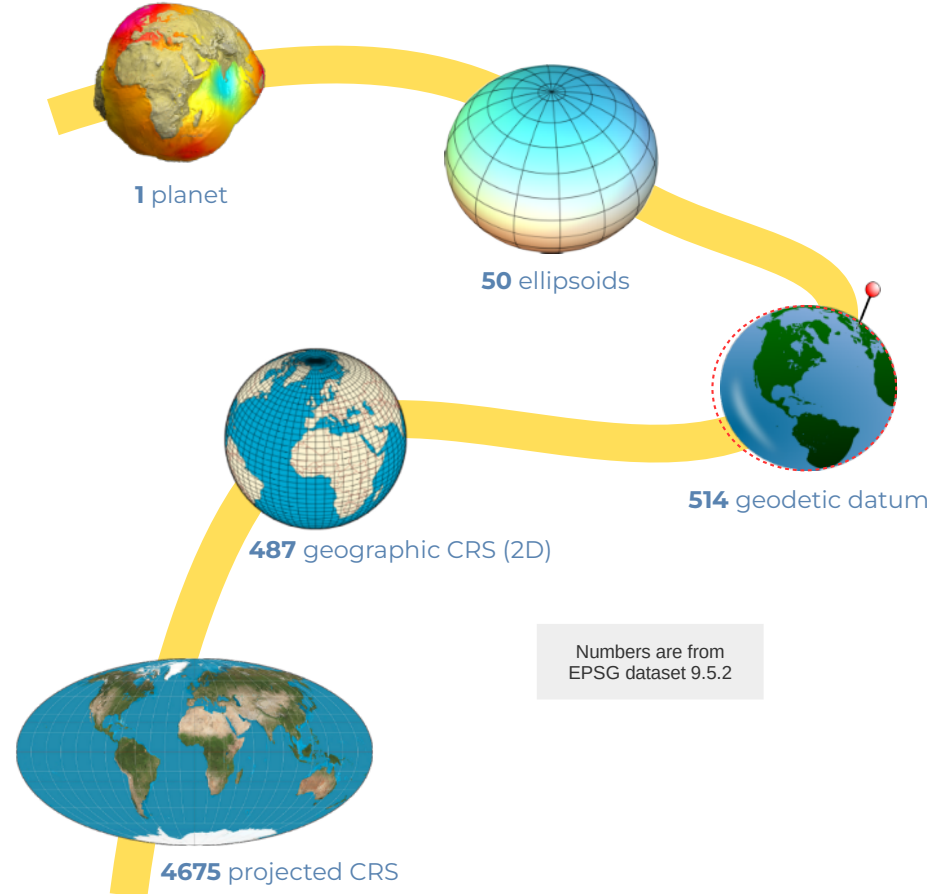 1 planet
50 ellipsoids
514 geodetic datum
487 geographic CRS (2D)
Numbers are from
EPSG dataset 9.5.2
4675 projected CRS